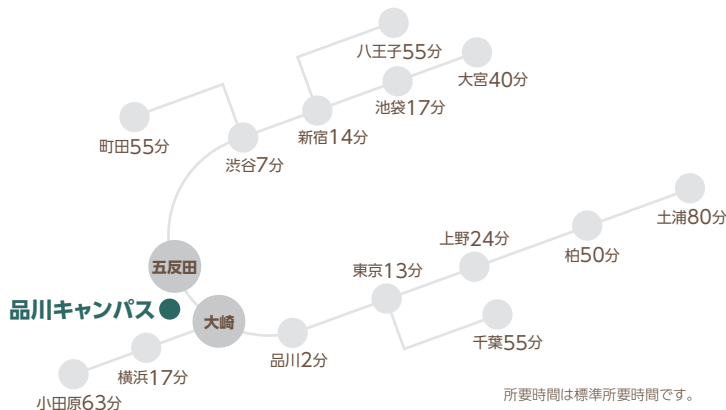 八王子55分
大宮40分
池袋17分
新宿14分
町田55分
渋谷7分
土浦80分
上野24分
柏50分
五反田
東京13分
品川キャンパス
大崎
千葉55分
品川2分
横浜17分
小田原63分
所要時間は標準所要時間です。